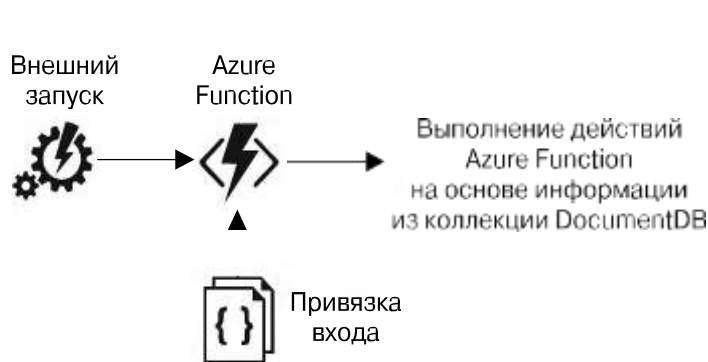 Внешний
запуск
Azure
Function
Выполнение действий
Azure Function
на основе информации
из коллекции DocumentDB
{ }
Привязка
входа